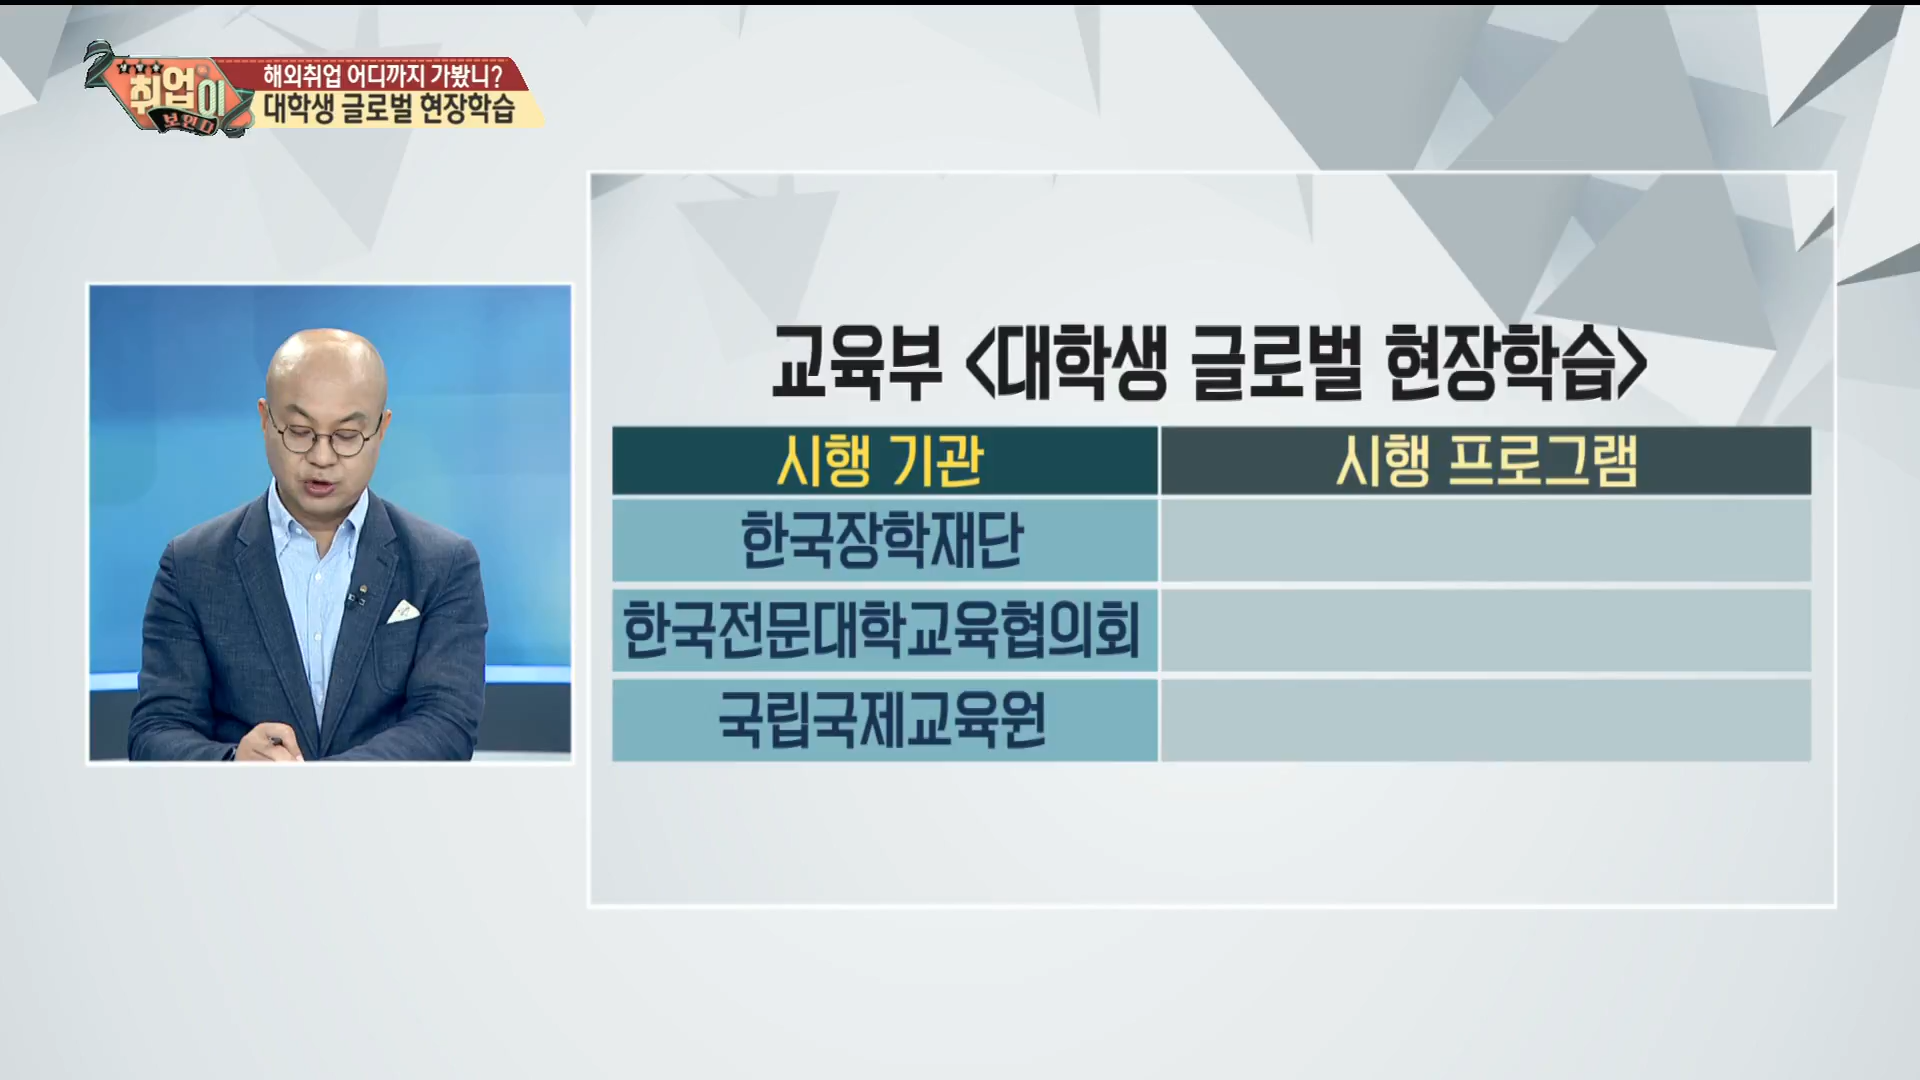 취업이
보인다
해외취업 어디까지 가봤니?
대학생 글로벌 현장학습
교육부 <대학생 글로벌 현장학습>
시행 기관 시행 프로그램
한국장학재단
한국전문대학교육협의회
국립국제교육원